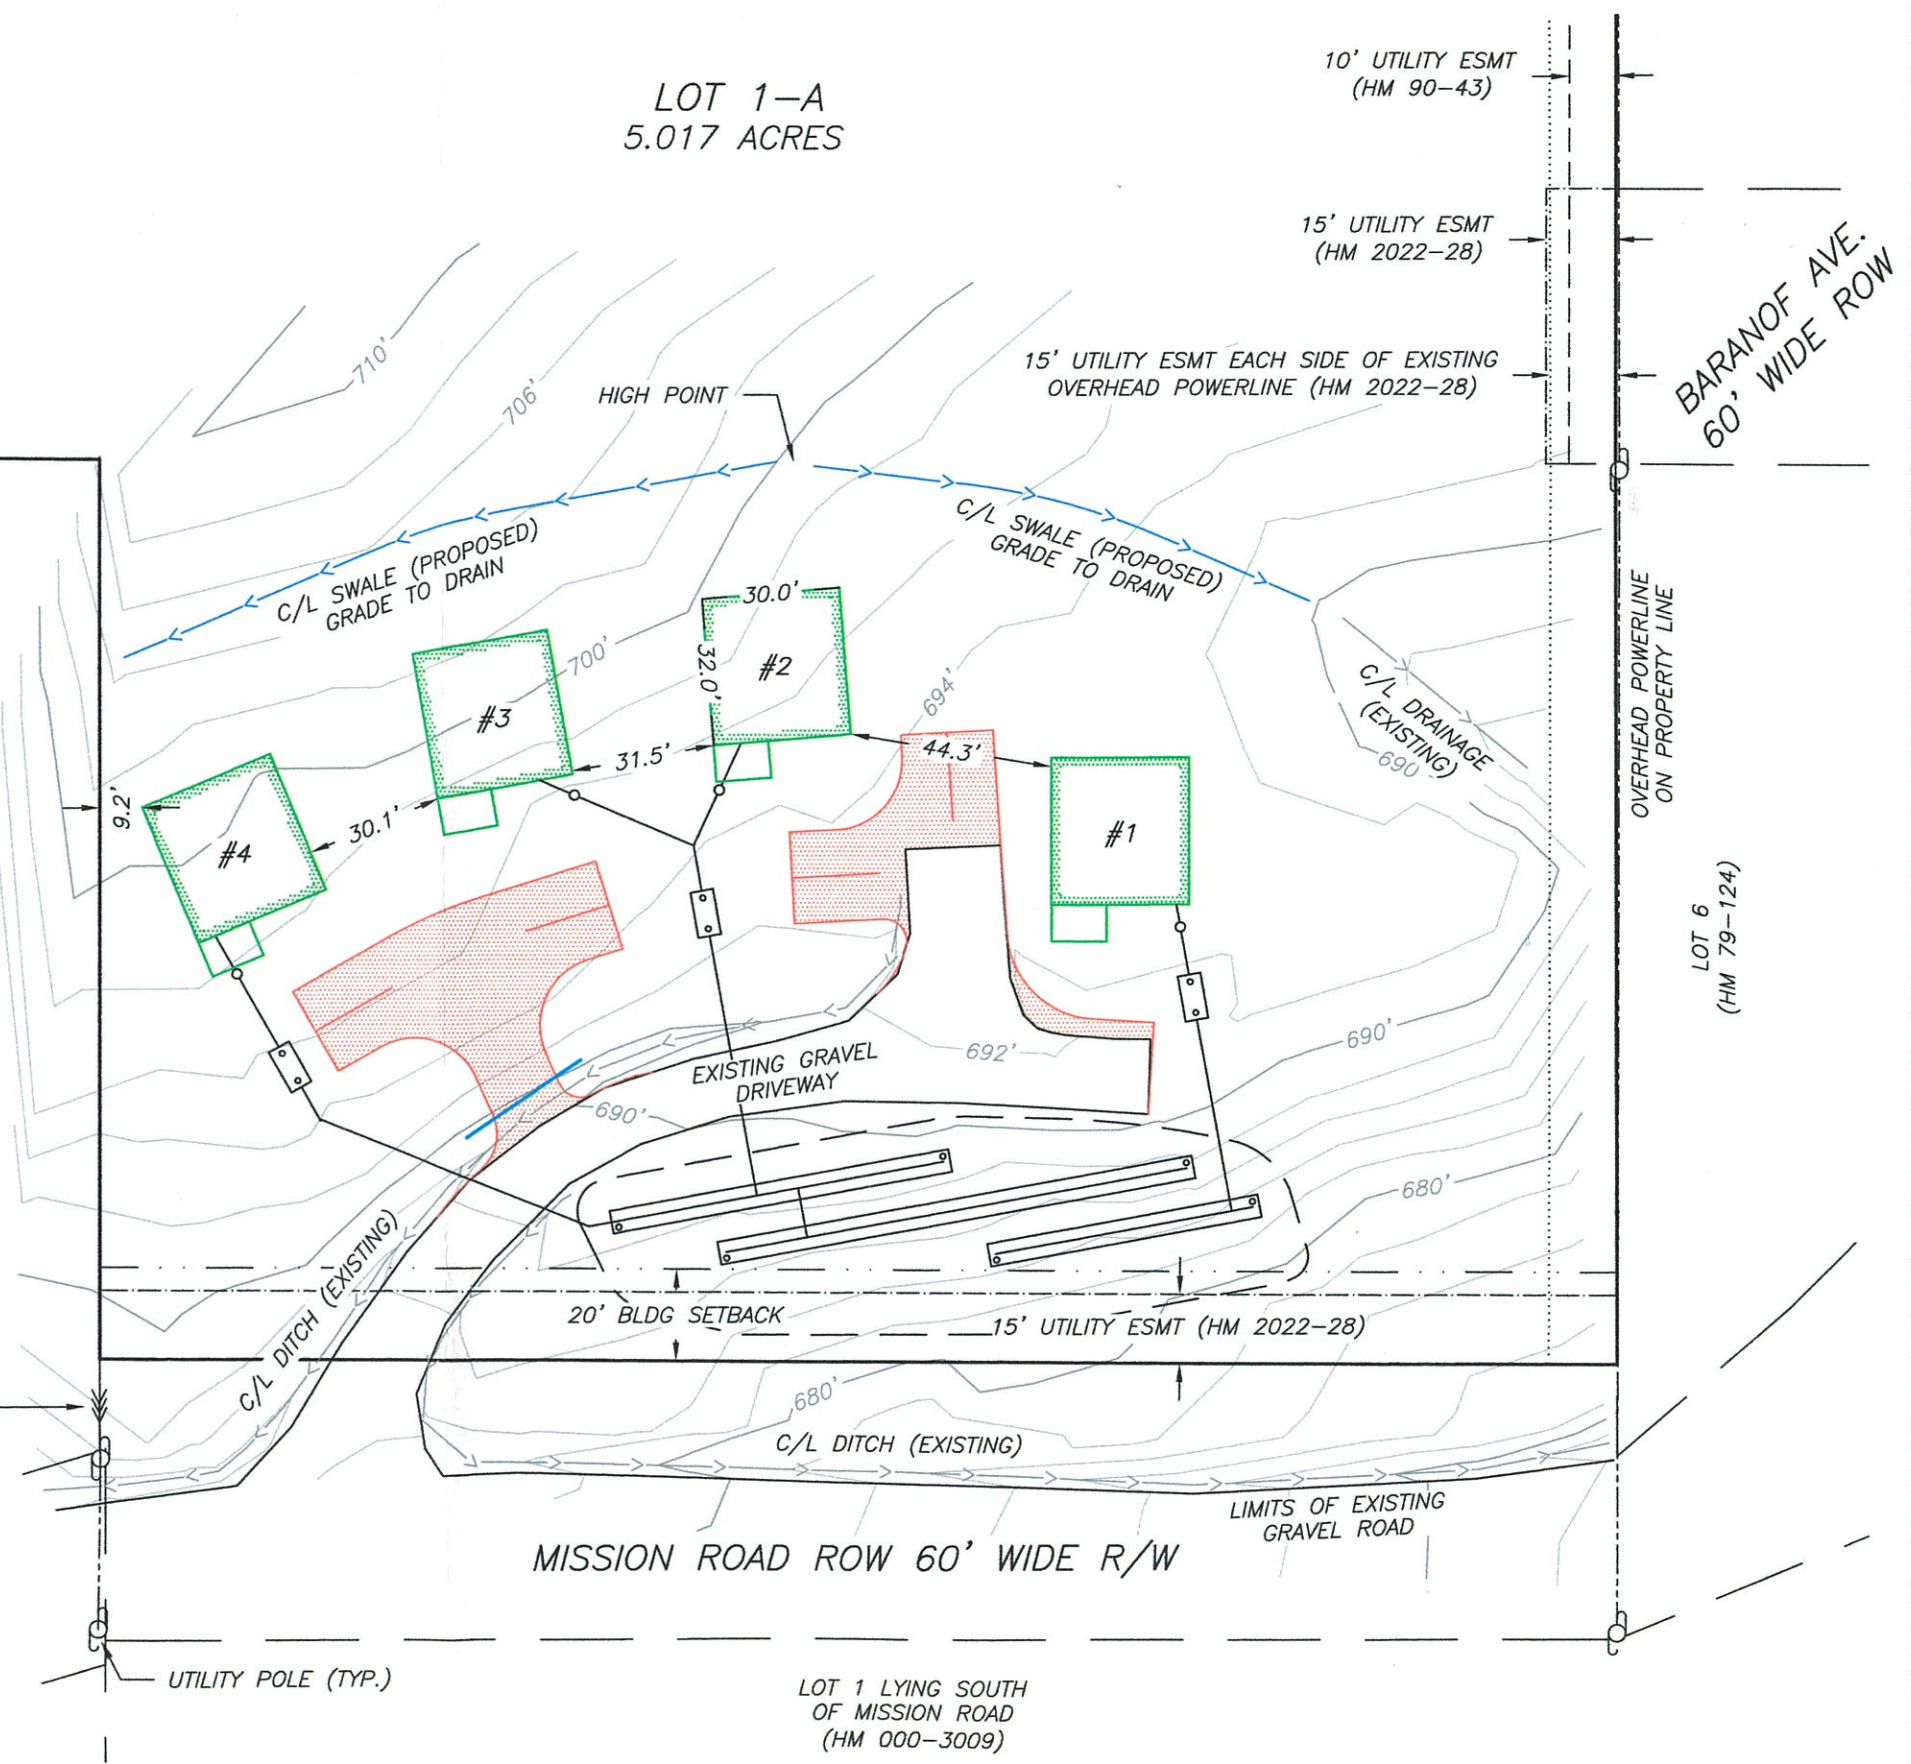 LOT 1-A
5.017 ACRES
10' UTILITY ESMT
(HM 90-43)
15' UTILITY ESMT
(HM 2022-28)
BARANOF AVE.
60' WIDE ROW
15' UTILITY ESMT EACH SIDE OF EXISTING
OVERHEAD POWERLINE (HM 2022-28)
710'
706'
HIGH POINT
C/L SWALE (PROPOSED)
GRADE TO DRAIN
C/L SWALE (PROPOSED)
GRADE TO DRAIN
OVERHEAD POWERLINE
ON PROPERTY LINE
30.0'
32.0'
#2
700'
694'
#3
C/L DRAINAGE
(EXISTING)
690'
31.5'
44.3'
9.2'
30.1'
#4
#1
LOT 6
(HM 79-124)
690'
692'
EXISTING GRAVEL
DRIVEWAY
690'
680'
C/L DITCH (EXISTING)
20' BLDG SETBACK
15' UTILITY ESMT (HM 2022-28)
680'
C/L DITCH (EXISTING)
LIMITS OF EXISTING
GRAVEL ROAD
MISSION ROAD ROW 60' WIDE R/W
UTILITY POLE (TYP.)
LOT 1 LYING SOUTH
OF MISSION ROAD
(HM 000-3009)